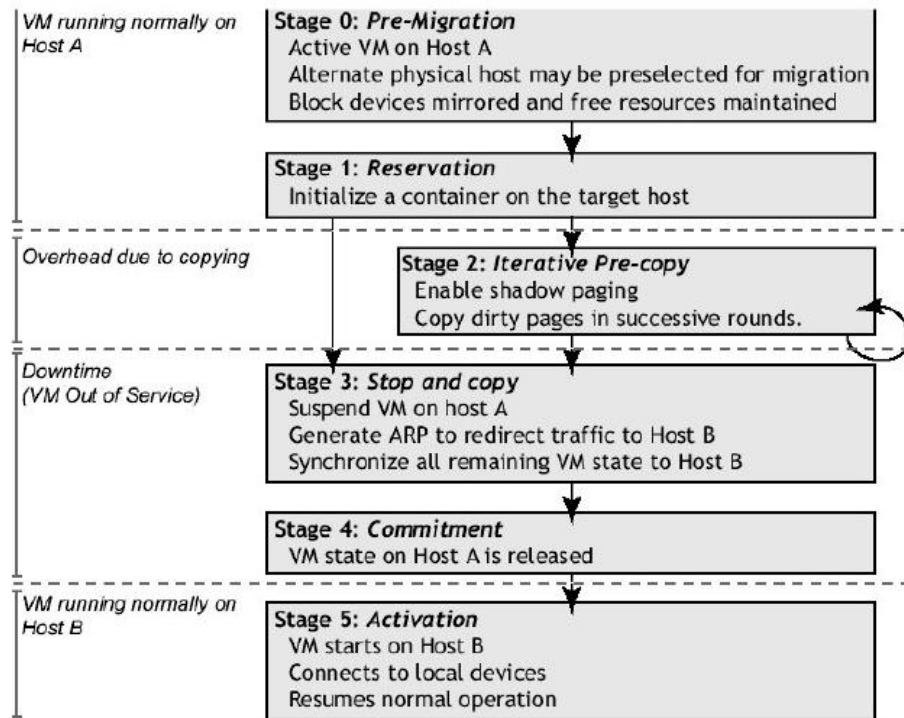 VM running normally on
Host A
Stage 0: Pre-Migration
Active VM on Host A
Alternate physical host may be preselected for migration
Block devices mirrored and free resources maintained
Stage 1: Reservation
Initialize a container on the target host
Overhead due to copying
Stage 2: Iterative Pre-copy
Enable shadow paging
Copy dirty pages in successive rounds.
Downtime
(VM Out of Service)
Stage 3: Stop and copy
Suspend VM on host A
Generate ARP to redirect traffic to Host B
Synchronize all remaining VM state to Host B
Stage 4: Commitment
VM state on Host A is released
VM running normally on
Host B
Stage 5: Activation
VM starts on Host B
Connects to local devices
Resumes normal operation